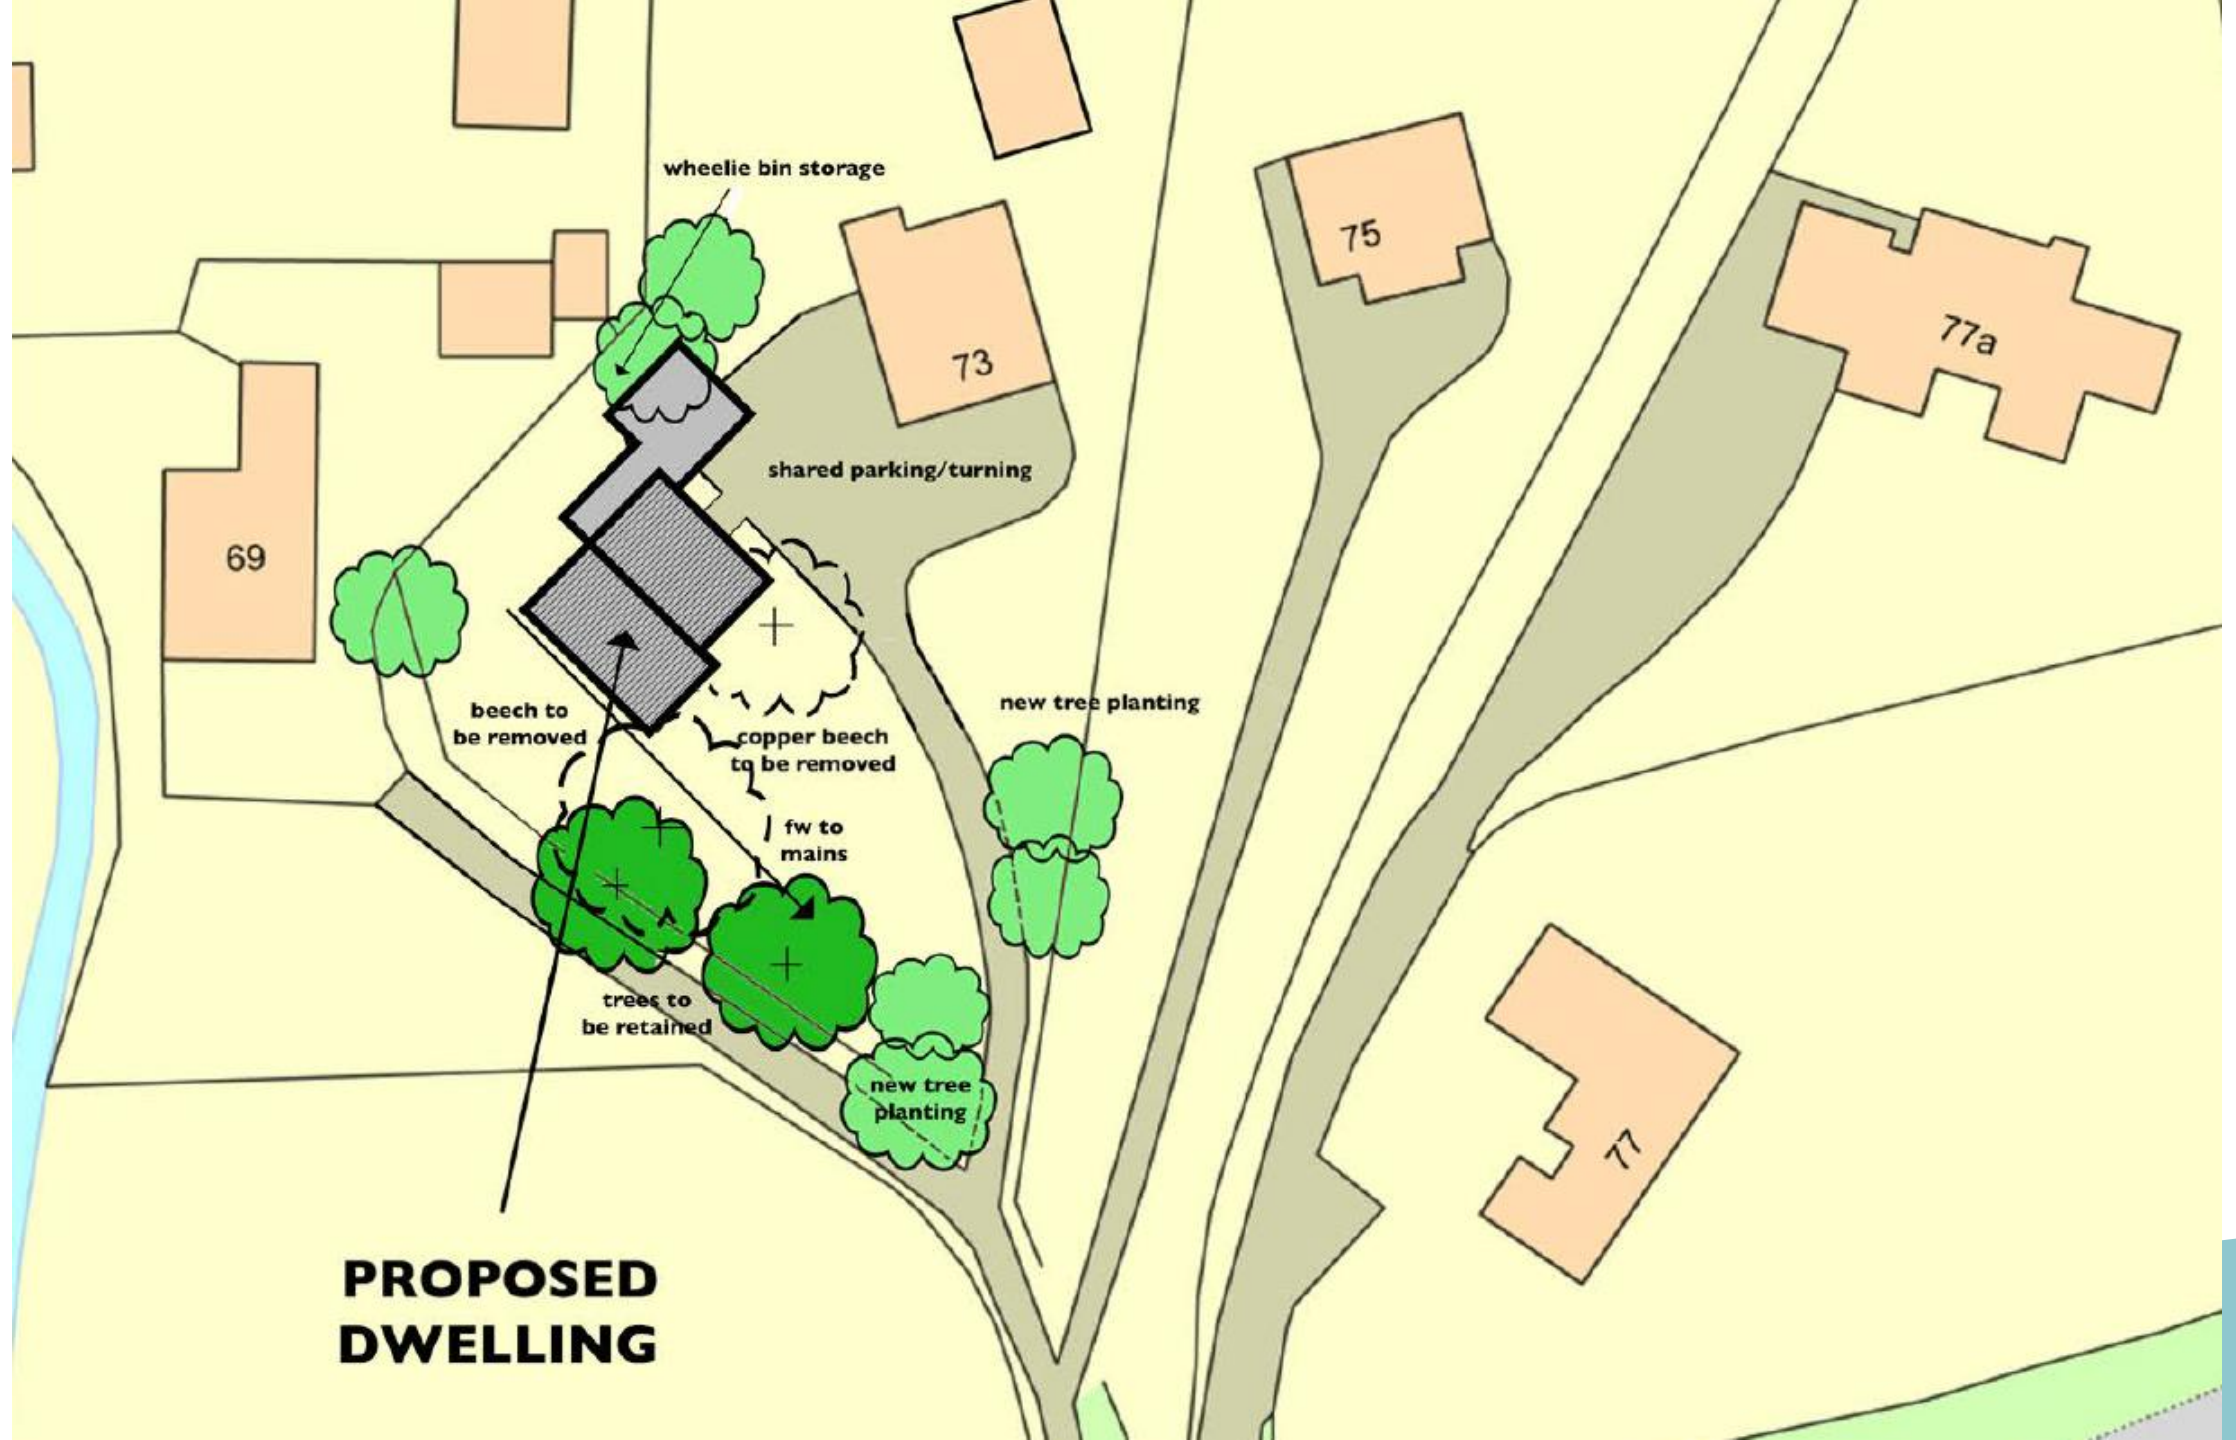 wheelie bin storage
75
77a
73
shared parking/turning
69
new tree planting
beech to
be removed
copper beech
to be removed
fw to
mains
trees to
be retained
new tree
planting
77
PROPOSED
DWELLING